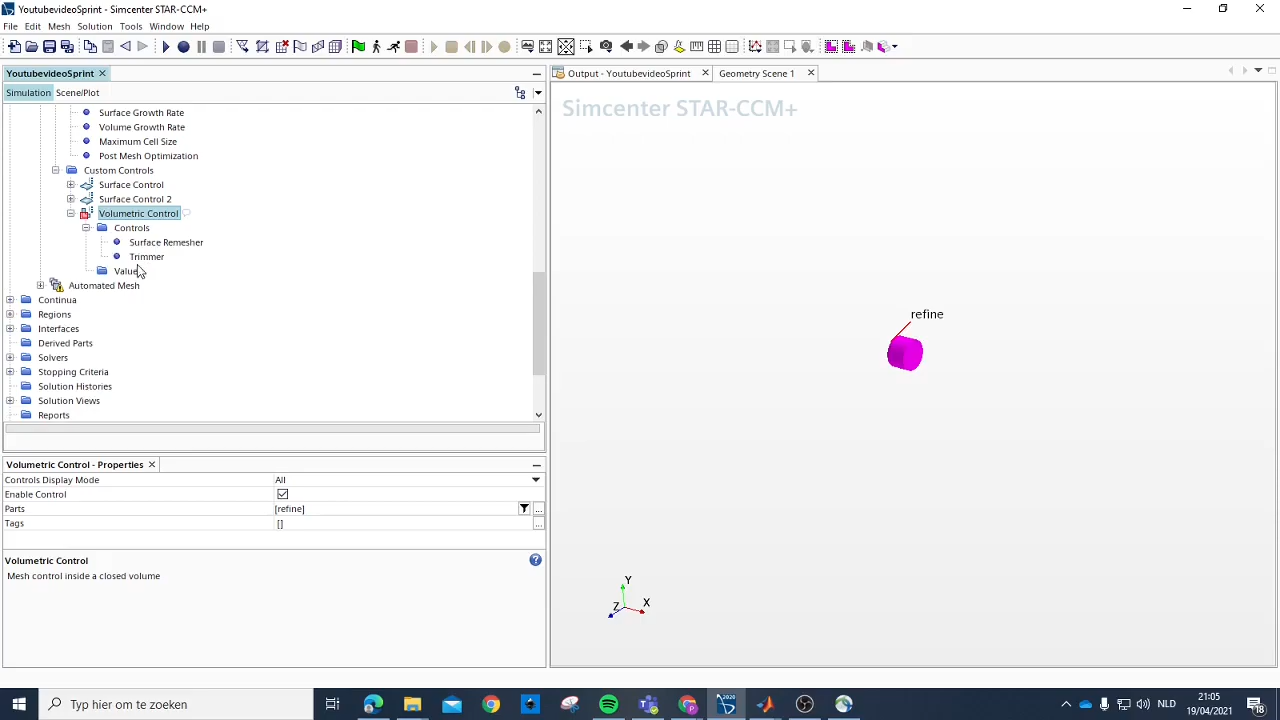 YoutubevideoSprint - Simcenter STAR-CCM+
File Edit Mesh Solution Tools Window Help
YoutubevideoSprint
Simulation Scene/Plot
Surface Growth Rate
Volume Growth Rate
Maximum Cell Size
Post Mesh Optimization
Custom Controls
Surface Control
Surface Control 2
Volumetric Control
Controls
Surface Remesher
Trimmer
Automated Mesh
Continua
Regions
Interfaces
Derived Parts
Solvers
Stopping Criteria
Solution Histories
Solution Views
Reports
Volumetric Control - Properties
Controls Display Mode All
Enable Control
Parts [refine]
Tags []
Volumetric Control
Mesh control inside a closed volume
Output - YoutubevideoSprint Geometry Scene 1
Simcenter STAR-CCM+
refine
Y
X
Z
Typ hier om te zoeken
2020
NLD
21:05
19/04/2021
18